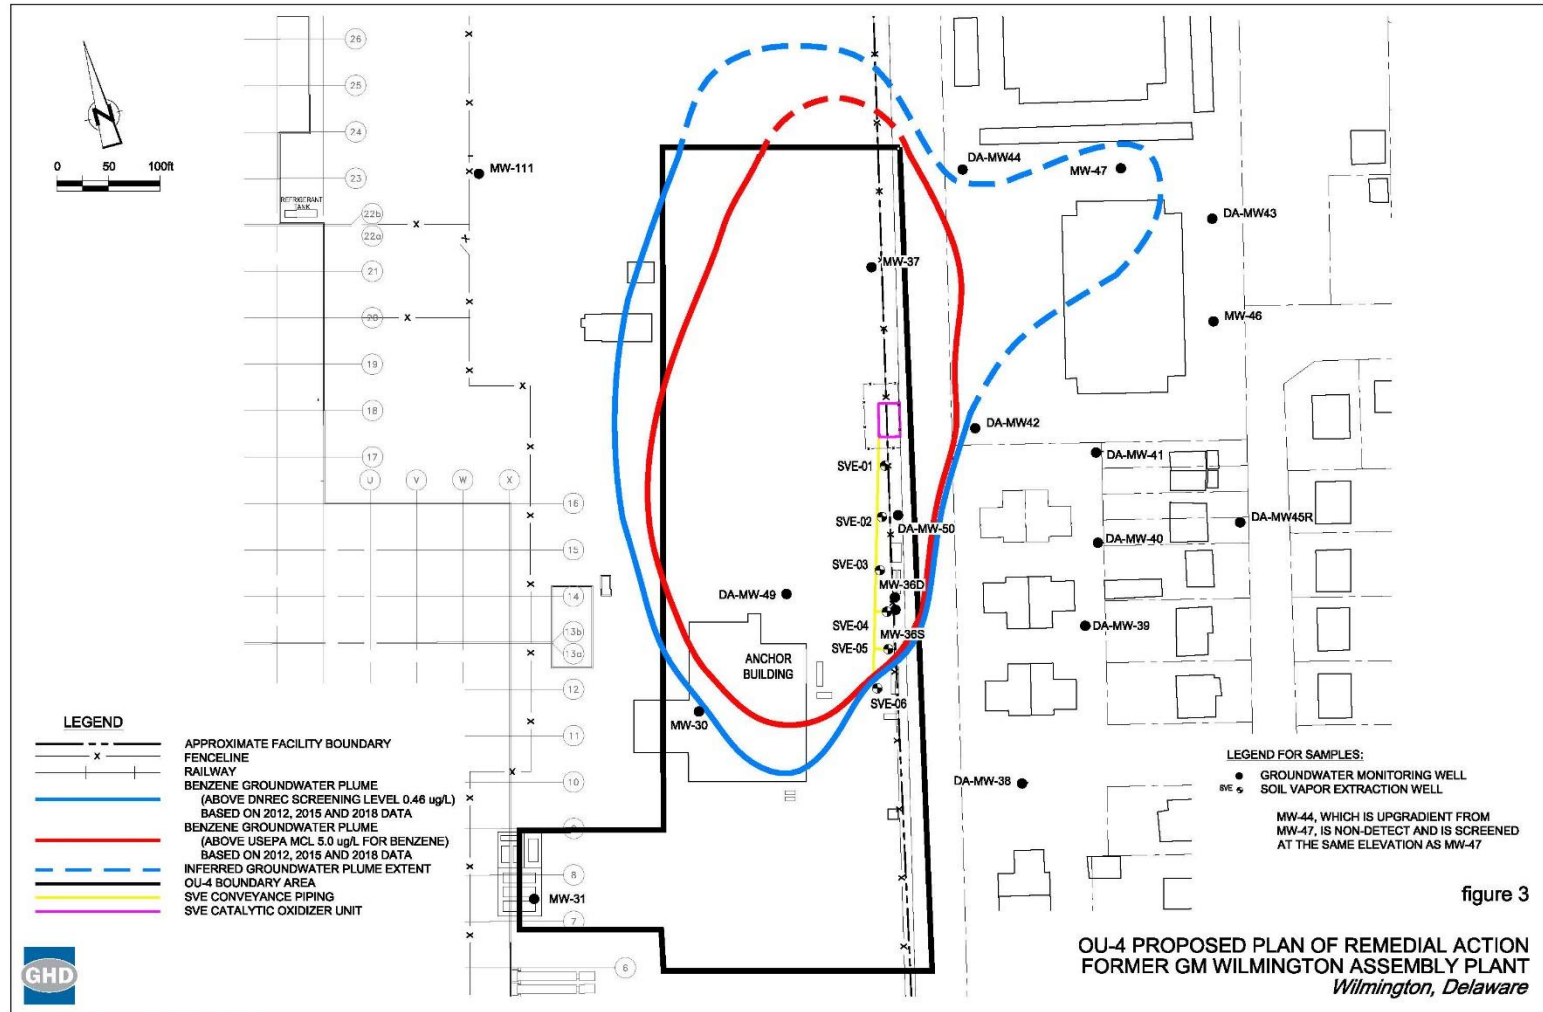 26
25
24
23
22b
22a
21
20
19
18
17
16
15
14
13b
13a
12
11
10
8
7
6
U
V
W
X
N
0 50 100ft
REFRIGERANT
TANK
MW-111
DA-MW44
MW-47
DA-MW43
MW-37
MW-46
DA-MW42
DA-MW-41
SVE-01
SVE-02
DA-MW-50
DA-MW45R
DA-MW-40
SVE-03
MW-36D
DA-MW-49
SVE-04
MW-36S
DA-MW-39
SVE-05
ANCHOR
BUILDING
SVE-06
MW-30
DA-MW-38
MW-31
LEGEND
APPROXIMATE FACILITY BOUNDARY
x FENCELINE
RAILWAY
BENZENE GROUNDWATER PLUME
(ABOVE DNREC SCREENING LEVEL 0.46 ug/L)
BASED ON 2012, 2015 AND 2018 DATA
BENZENE GROUNDWATER PLUME
(ABOVE USEPA MCL 5.0 ug/L FOR BENZENE)
BASED ON 2012, 2015 AND 2018 DATA
INFERRED GROUNDWATER PLUME EXTENT
OU-4 BOUNDARY AREA
SVE CONVEYANCE PIPING
SVE CATALYTIC OXIDIZER UNIT
LEGEND FOR SAMPLES:
GROUNDWATER MONITORING WELL
SVE SOIL VAPOR EXTRACTION WELL
MW-44, WHICH IS UPGRADIENT FROM
MW-47, IS NON-DETECT AND IS SCREENED
AT THE SAME ELEVATION AS MW-47
figure 3
OU-4 PROPOSED PLAN OF REMEDIAL ACTION
FORMER GM WILMINGTON ASSEMBLY PLANT
Wilmington, Delaware
GHD